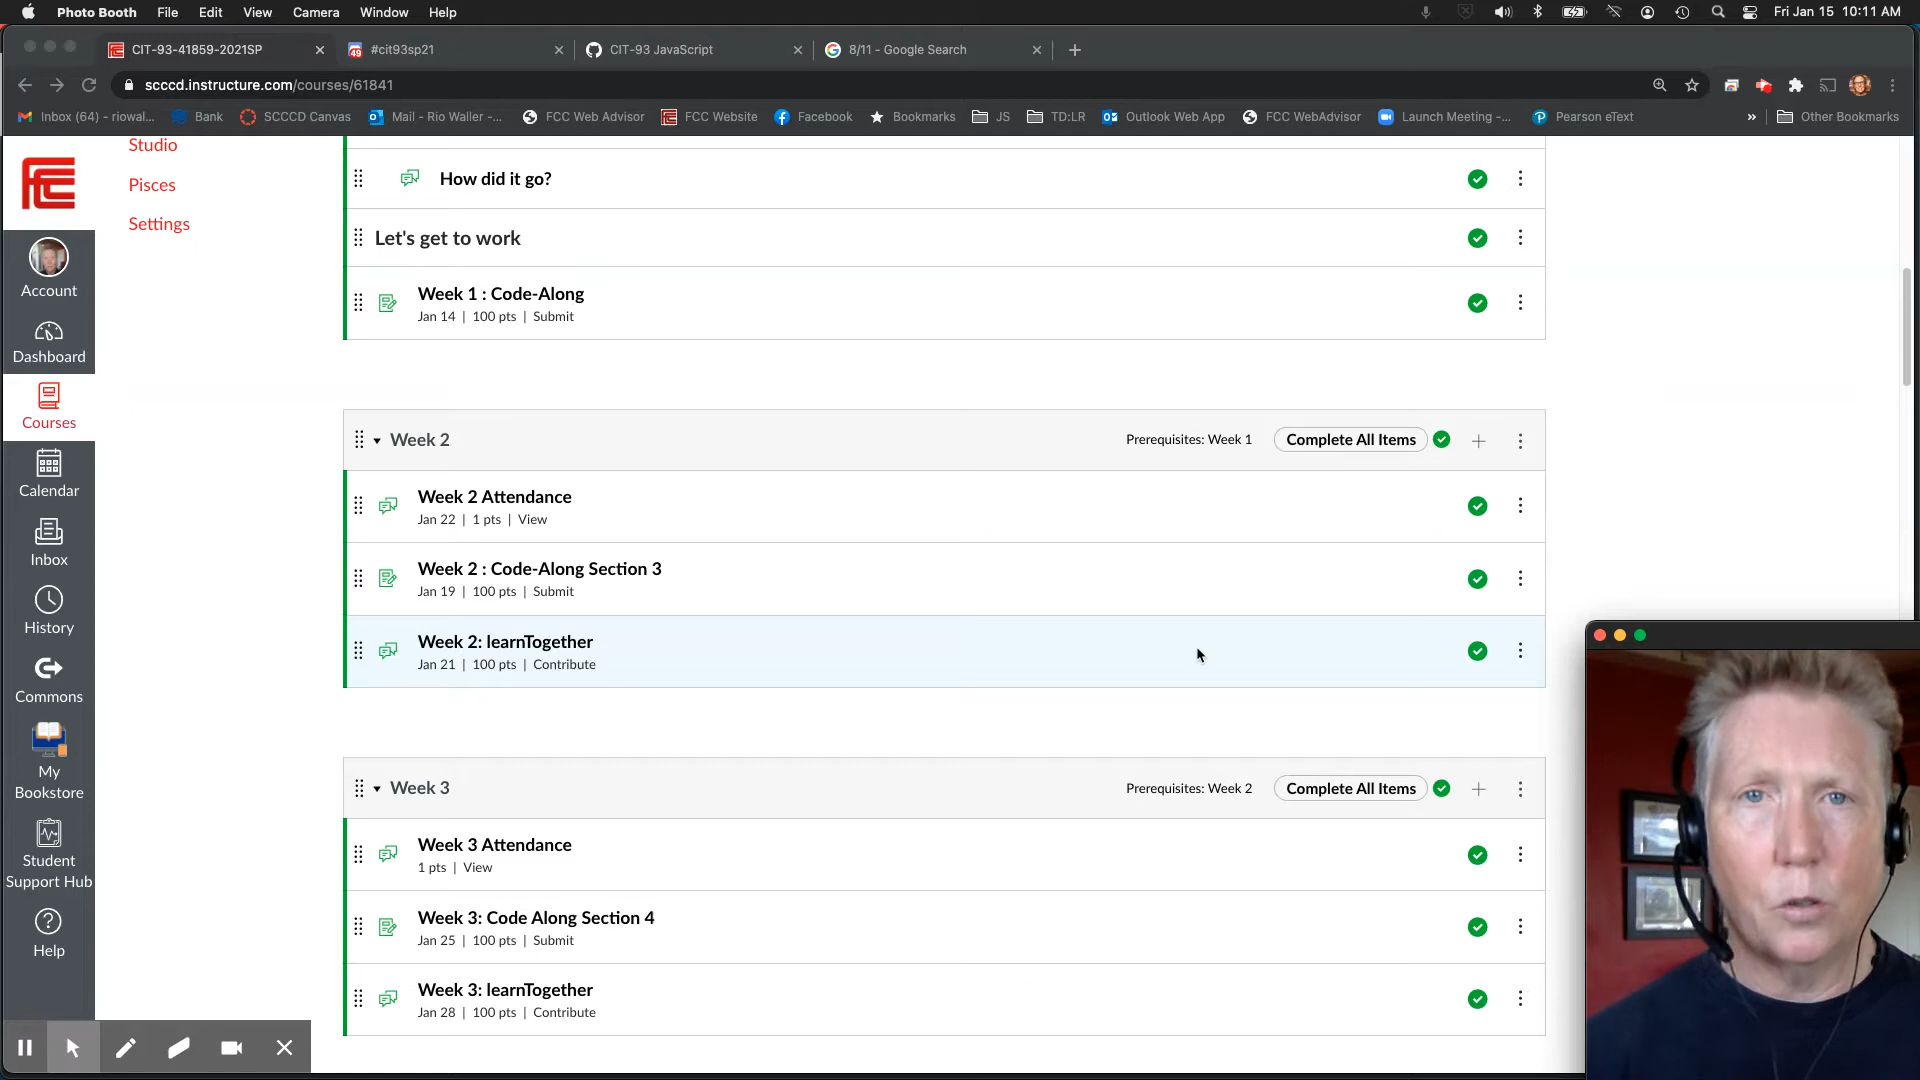 Photo Booth File Edit View Camera Window Help Fri Jan 15 10:11 AM
CIT-93-41859-2021SP #cit93sp21 CIT-93 JavaScript 8/11 - Google Search
49
scccd.instructure.com/courses/61841
Inbox (64) - riowal... Bank SCCCD Canvas Mail - Rio Waller -... FCC Web Advisor FCC Website Facebook Bookmarks JS TD:LR Outlook Web App FCC WebAdvisor Launch Meeting -... Pearson eText » Other Bookmarks
Studio
Pisces
Settings
Account
Dashboard
Courses
Calendar
Inbox
History
Commons
My
Bookstore
Student
Support Hub
Help
How did it go?
Let's get to work
Week 1 : Code-Along
Jan 14 | 100 pts | Submit
Week 2 Prerequisites: Week 1 Complete All Items
Week 2 Attendance
Jan 22 | 1 pts | View
Week 2 : Code-Along Section 3
Jan 19 | 100 pts | Submit
Week 2: learnTogether
Jan 21 | 100 pts | Contribute
Week 3 Prerequisites: Week 2 Complete All Items
Week 3 Attendance
1 pts | View
Week 3: Code Along Section 4
Jan 25 | 100 pts | Submit
Week 3: learnTogether
Jan 28 | 100 pts | Contribute